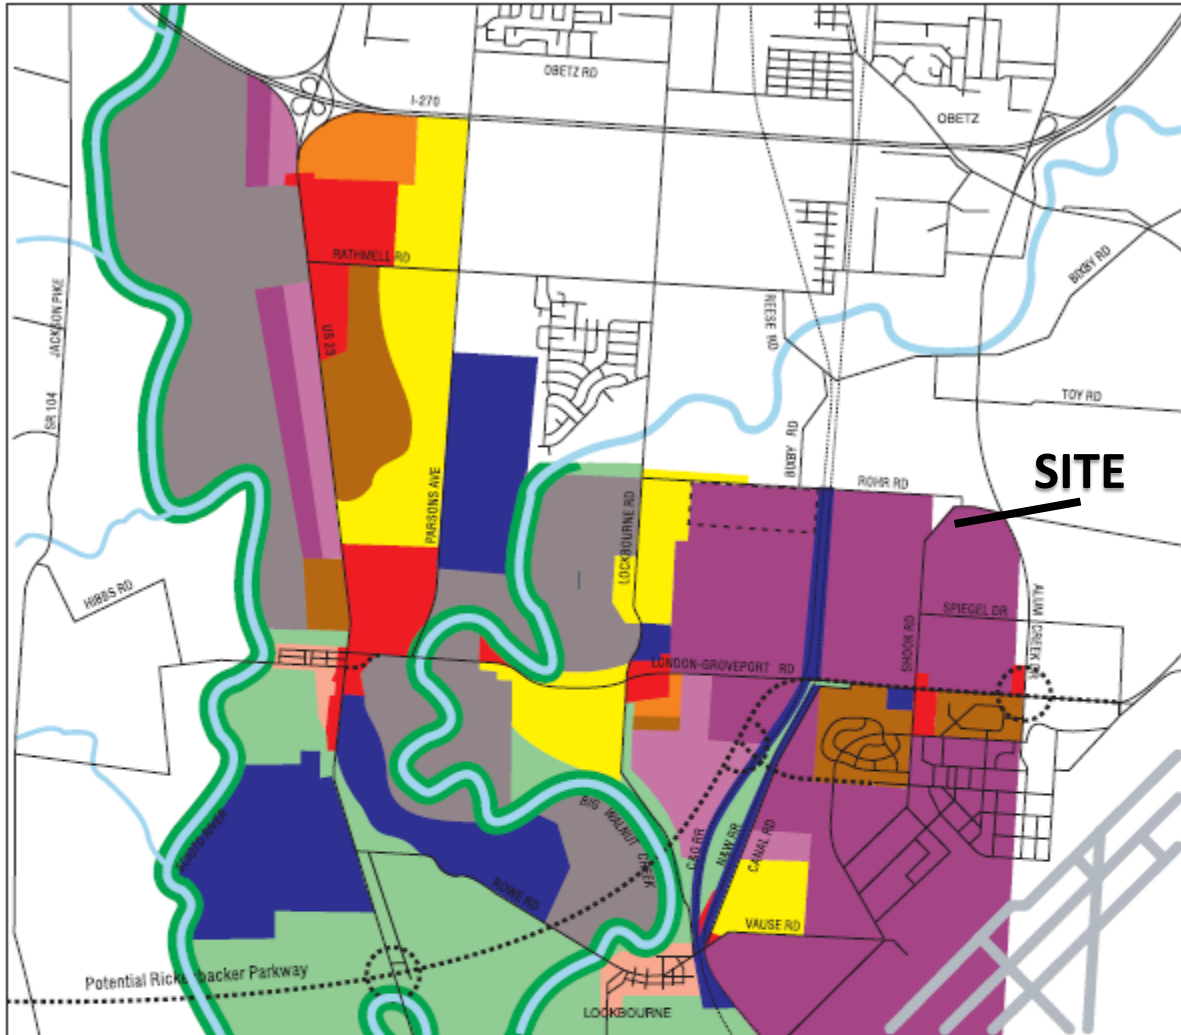 OBETZ RD
I-270
OBETZ
RATHMELL RD
BIXBY RD
JACKSON PIKE
REESE RD
US 23
SR 104
TOY RD
BIXBY RD
SITE
PARSONS AVE
ROHR RD
LOCKBOURNE RD
HIBBS RD
ALUM CREEK DR
SPIEGEL DR
SHOOK RD
LONDON-GROVEPORT RD
BIG WALNUT CREEK
SCIOTO RIVER
C&O RR
N&W RR
CANAL RD
ROWE RD
VAUSE RD
Potential Rickenbacker Parkway
LOCKBOURNE